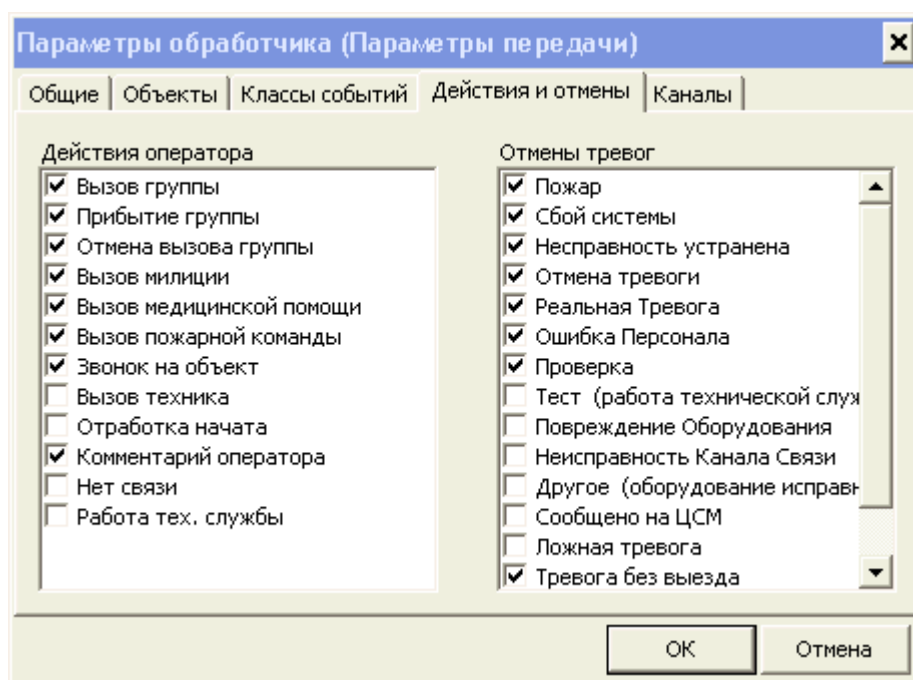 Параметры обработчика (Параметры передачи)
Общие
Объекты
Классы событий
Действия и отмены
Каналы
Действия оператора
Вызов группы
Прибытие группы
Отмена вызова группы
Вызов милиции
Вызов медицинской помощи
Вызов пожарной команды
Звонок на объект
Вызов техника
Отработка начата
Комментарий оператора
Нет связи
Работа тех. службы
Отмены тревог
Пожар
Сбой системы
Несправность устранена
Отмена тревоги
Реальная Тревога
Ошибка Персонала
Проверка
Тест (работа технической служ
Повреждение Оборудования
Неисправность Канала Связи
Другое (оборудование исправн
Сообщено на ЦСМ
Ложная тревога
Тревога без выезда
ОК
Отмена